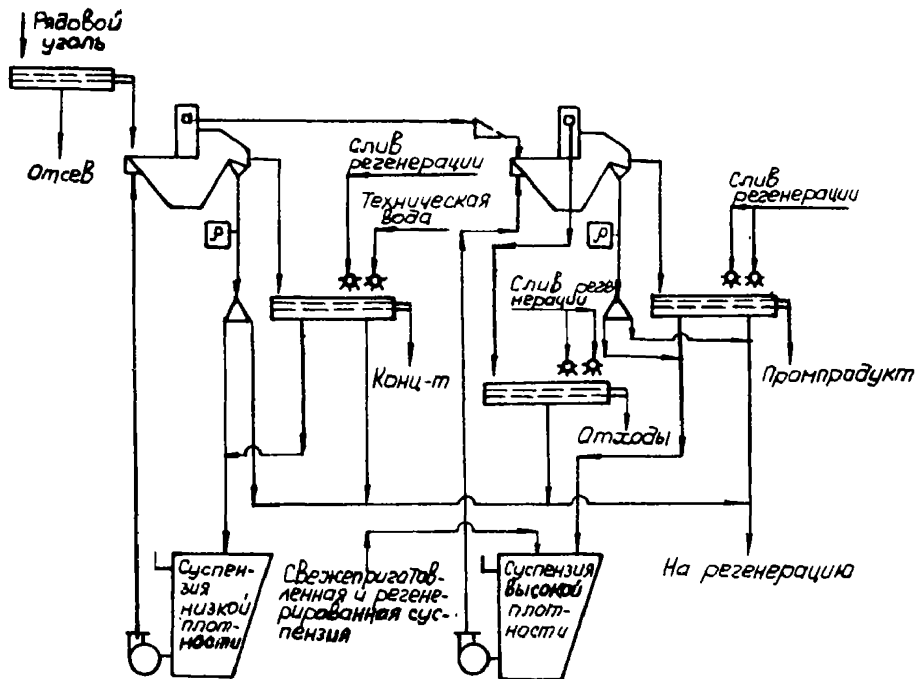 Рядовой
уголь
Отсев
Слив
регенерации
Техническая
вода
Слив
регенерации
Слив реге-
нерации
ρ
ρ
Конц-т
Отходы
Промпродукт
Суспен-
зия
низкой
плот-
ности
Свежеприготав-
ленная и регене-
рированная сус-
пензия
Суспензия
высокой
плот-
ности
На регенерацию